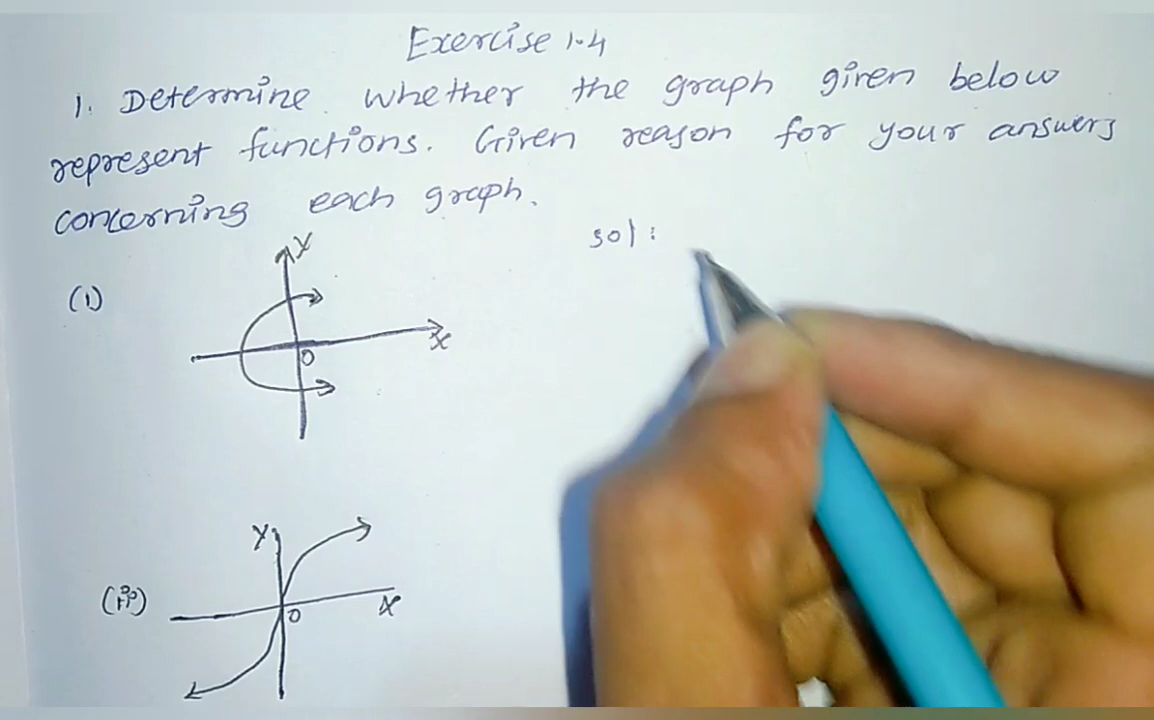 Exercise 1.4
1. Determine whether the graph given below
represent functions. Given reason for your answers
concerning each graph.
sol:
Y
(i)
X
O
Y
(ii)
X
O